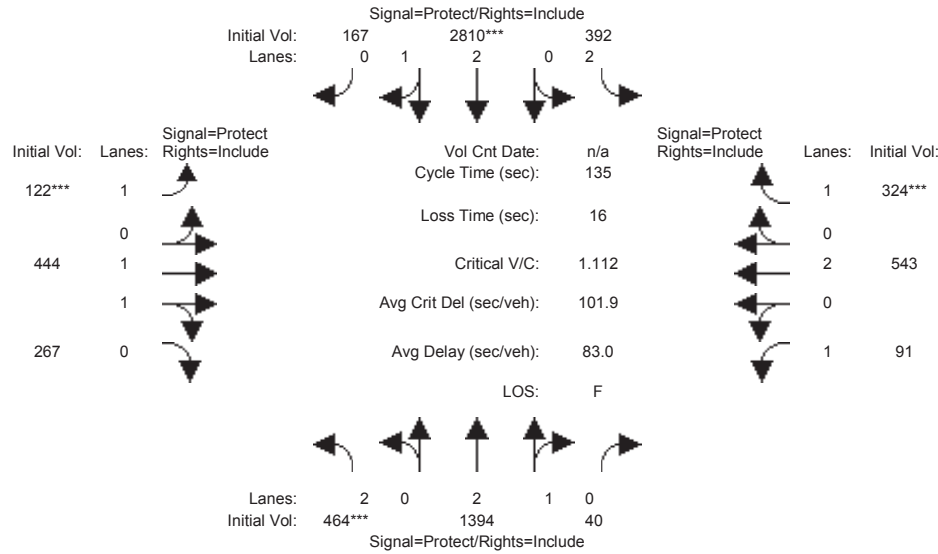 Signal=Protect/Rights=Include
Initial Vol: 167 2810*** 392
Lanes: 0 1 2 0 2
Signal=Protect
Initial Vol: Lanes: Rights=Include
Vol Cnt Date: n/a
Signal=Protect
Rights=Include Lanes: Initial Vol:
Cycle Time (sec): 135
122*** 1
1 324***
Loss Time (sec): 16
0
0
444 1
Critical V/C: 1.112
2 543
1
Avg Crit Del (sec/veh): 101.9
0
267 0
Avg Delay (sec/veh): 83.0
1 91
LOS: F
Lanes: 2 0 2 1 0
Initial Vol: 464*** 1394 40
Signal=Protect/Rights=Include